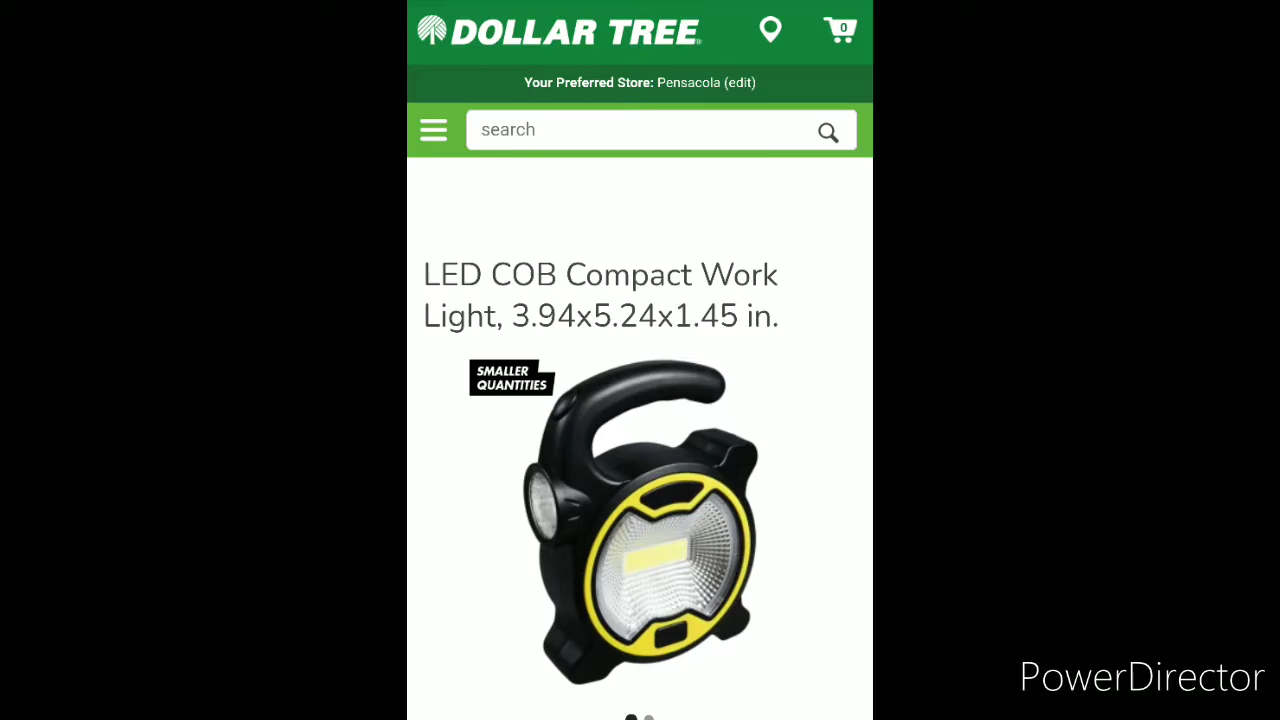 DOLLAR TREE
0
Your Preferred Store: Pensacola (edit)
search
LED COB Compact Work
Light, 3.94x5.24x1.45 in.
SMALLER
QUANTITIES
PowerDirector